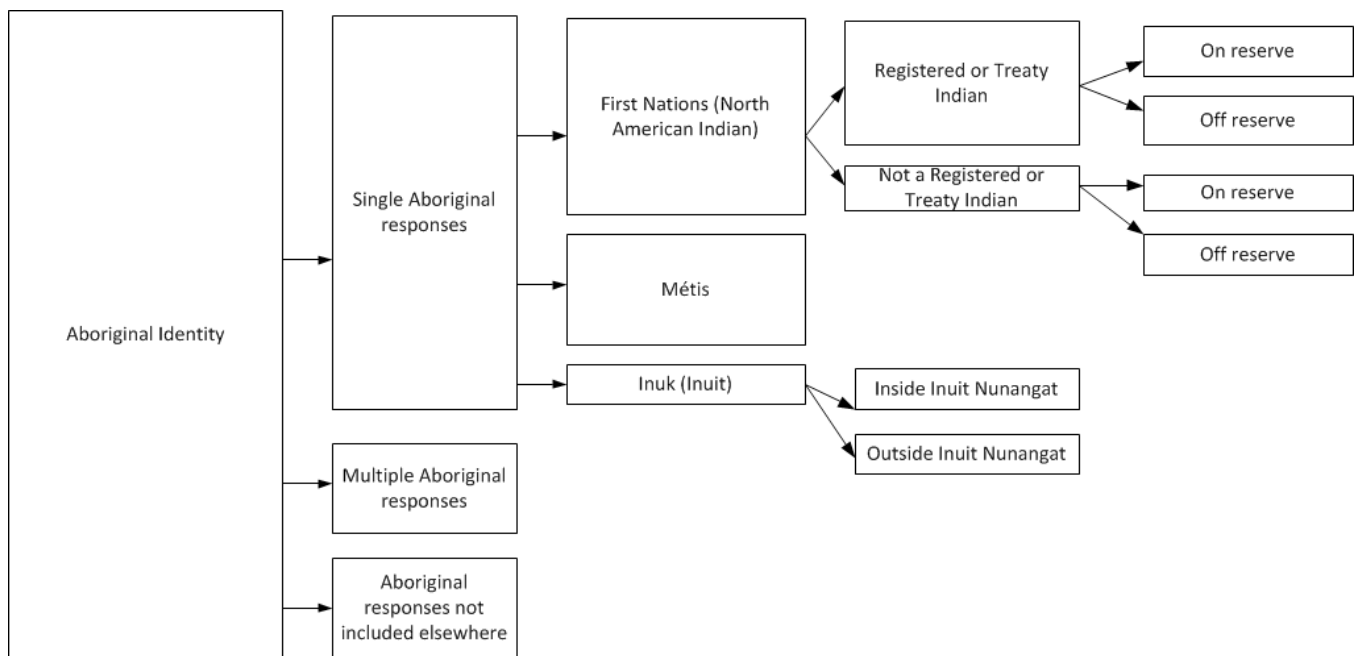 Aboriginal Identity
Single Aboriginal
responses
First Nations (North
American Indian)
Registered or Treaty
Indian
On reserve
Off reserve
Not a Registered or
Treaty Indian
On reserve
Off reserve
Métis
Inuk (Inuit)
Inside Inuit Nunangat
Outside Inuit Nunangat
Multiple Aboriginal
responses
Aboriginal
responses not
included elsewhere